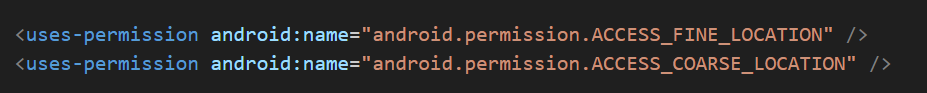 <uses-permission android:name="android.permission.ACCESS_FINE_LOCATION" />
<uses-permission android:name="android.permission.ACCESS_COARSE_LOCATION" />